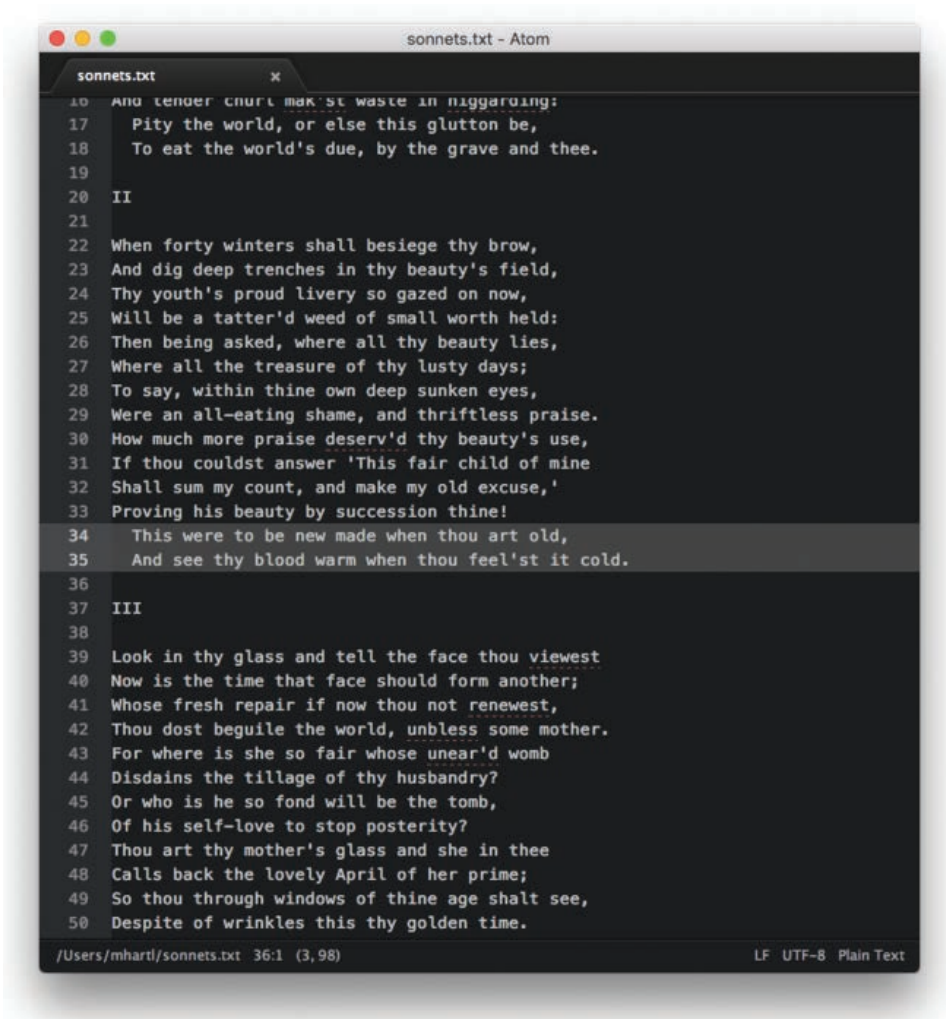 sonnets.txt - Atom
sonnets.txt ×
16 And tender churl mak'st waste in niggarding:
17 Pity the world, or else this glutton be,
18 To eat the world's due, by the grave and thee.
19
20 II
21
22 When forty winters shall besiege thy brow,
23 And dig deep trenches in thy beauty's field,
24 Thy youth's proud livery so gazed on now,
25 Will be a tatter'd weed of small worth held:
26 Then being asked, where all thy beauty lies,
27 Where all the treasure of thy lusty days;
28 To say, within thine own deep sunken eyes,
29 Were an all-eating shame, and thriftless praise.
30 How much more praise deserv'd thy beauty's use,
31 If thou couldst answer 'This fair child of mine
32 Shall sum my count, and make my old excuse,'
33 Proving his beauty by succession thine!
34 This were to be new made when thou art old,
35 And see thy blood warm when thou feel'st it cold.
36
37 III
38
39 Look in thy glass and tell the face thou viewest
40 Now is the time that face should form another;
41 Whose fresh repair if now thou not renewest,
42 Thou dost beguile the world, unbless some mother.
43 For where is she so fair whose unear'd womb
44 Disdains the tillage of thy husbandry?
45 Or who is he so fond will be the tomb,
46 Of his self-love to stop posterity?
47 Thou art thy mother's glass and she in thee
48 Calls back the lovely April of her prime;
49 So thou through windows of thine age shalt see,
50 Despite of wrinkles this thy golden time.
/Users/mhartl/sonnets.txt 36:1 (3, 98) LF UTF-8 Plain Text